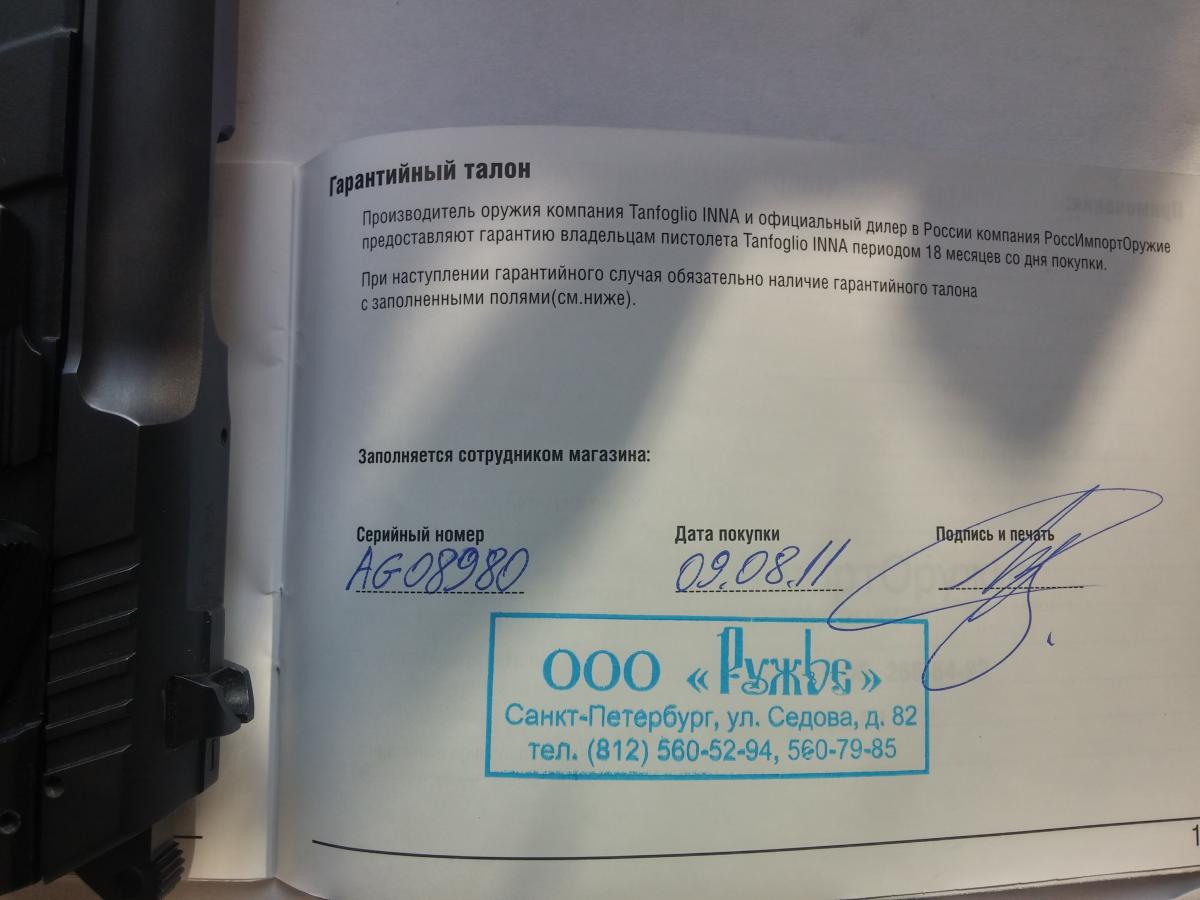 Гарантийный талон
Производитель оружия компания Tanfoglio INNA и официальный дилер в России компания РоссИмпортОружие
предоставляют гарантию владельцам пистолета Tanfoglio INNA периодом 18 месяцев со дня покупки.
При наступлении гарантийного случая обязательно наличие гарантийного талона
с заполненными полями(см.ниже).
Заполняется сотрудником магазина:
Серийный номер Дата покупки Подпись и печать
AG08980 09.08.11
ООО «Ружье»
Санкт-Петербург, ул. Седова, д. 82
тел. (812) 560-52-94, 560-79-85